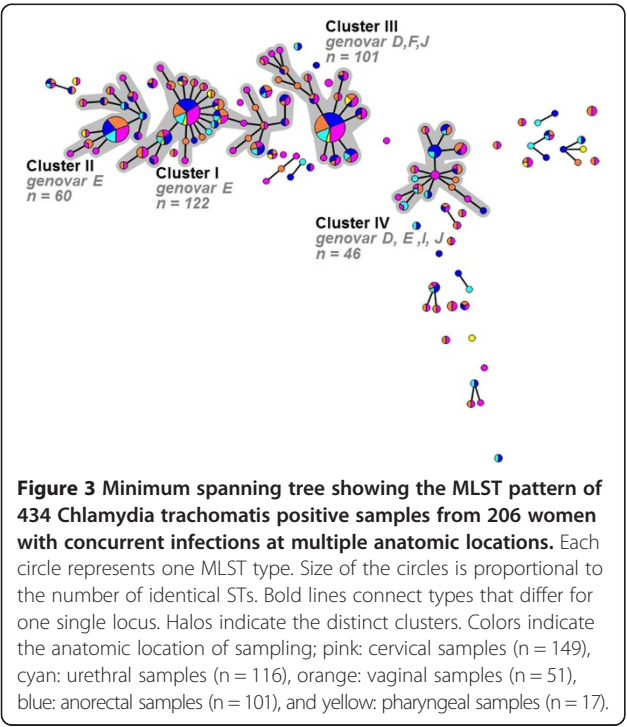 Cluster III
genovar D,F,J
n = 101
Cluster II
genovar E
n = 60
Cluster I
genovar E
n = 122
Cluster IV
genovar D, E ,I, J
n = 46
Figure 3 Minimum spanning tree showing the MLST pattern of
434 Chlamydia trachomatis positive samples from 206 women
with concurrent infections at multiple anatomic locations. Each
circle represents one MLST type. Size of the circles is proportional to
the number of identical STs. Bold lines connect types that differ for
one single locus. Halos indicate the distinct clusters. Colors indicate
the anatomic location of sampling; pink: cervical samples (n = 149),
cyan: urethral samples (n = 116), orange: vaginal samples (n = 51),
blue: anorectal samples (n = 101), and yellow: pharyngeal samples (n = 17).